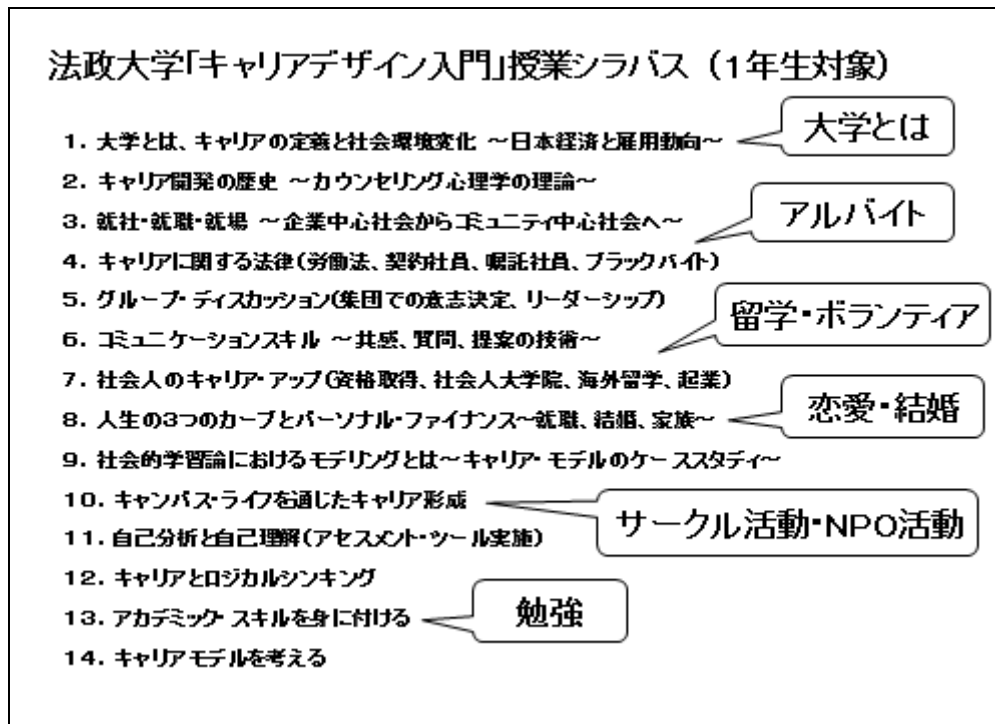 法政大学「キャリアデザイン入門」授業シラバス（1年生対象）
1. 大学とは、キャリアの定義と社会環境変化 ～日本経済と雇用動向～
大学とは
2. キャリア開発の歴史 ～カウンセリング心理学の理論～
3. 就社・就職・就場 ～企業中心社会からコミュニティ中心社会へ～
アルバイト
4. キャリアに関する法律（労働法、契約社員、嘱託社員、ブラックバイト）
5. グループ・ディスカッション（集団での意志決定、リーダーシップ）
留学・ボランティア
6. コミュニケーションスキル ～共感、質問、提案の技術～
7. 社会人のキャリア・アップ（資格取得、社会人大学院、海外留学、起業）
8. 人生の3つのカーブとパーソナル・ファイナンス～就職、結婚、家族～
恋愛・結婚
9. 社会的学習論におけるモデリングとは～キャリア・モデルのケーススタディ～
10. キャンパス・ライフを通じたキャリア形成
サークル活動・NPO活動
11. 自己分析と自己理解（アセスメント・ツール実施）
12. キャリアとロジカルシンキング
13. アカデミック・スキルを身に付ける
勉強
14. キャリアモデルを考える